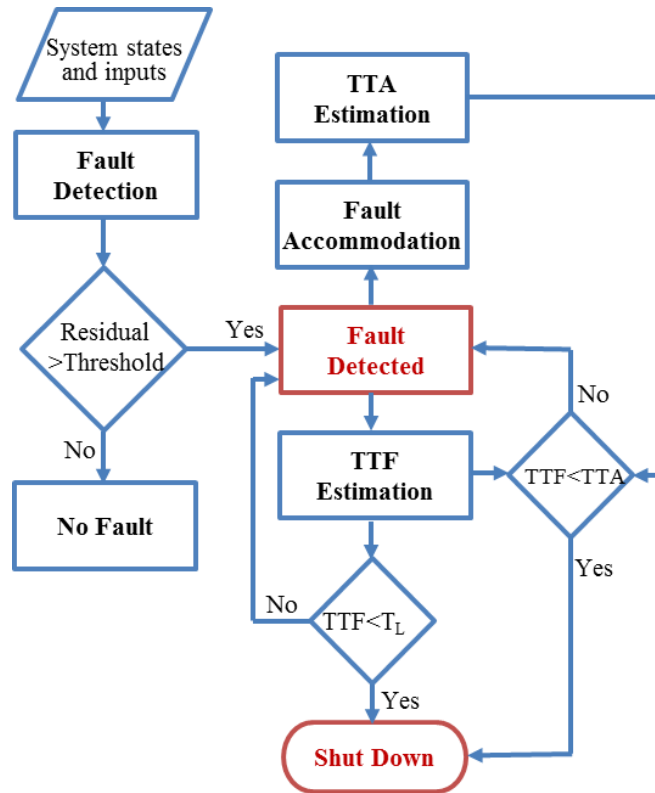 System states
and inputs
Fault
Detection
Residual
>Threshold
Yes
No
No Fault
TTA
Estimation
Fault
Accommodation
Fault
Detected
TTF
Estimation
No
TTF<TTA
Yes
No
TTF<T_L
Yes
Shut Down